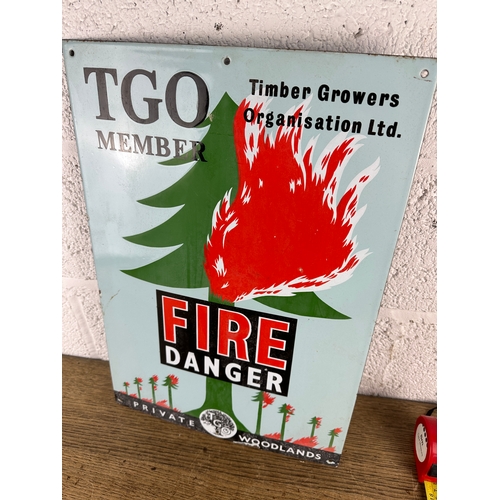 TGO
MEMBER
Timber Growers
Organisation Ltd.
FIRE
DANGER
PRIVATE WOODLANDS